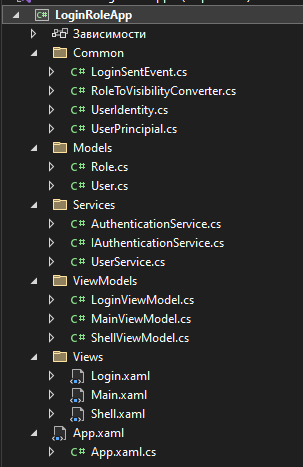 LoginRoleApp
Зависимости
Common
C# LoginSentEvent.cs
C# RoleToVisibilityConverter.cs
C# UserIdentity.cs
C# UserPrincipial.cs
Models
C# Role.cs
C# User.cs
Services
C# AuthenticationService.cs
C# IAuthenticationService.cs
C# UserService.cs
ViewModels
C# LoginViewModel.cs
C# MainViewModel.cs
C# ShellViewModel.cs
Views
Login.xaml
Main.xaml
Shell.xaml
App.xaml
C# App.xaml.cs